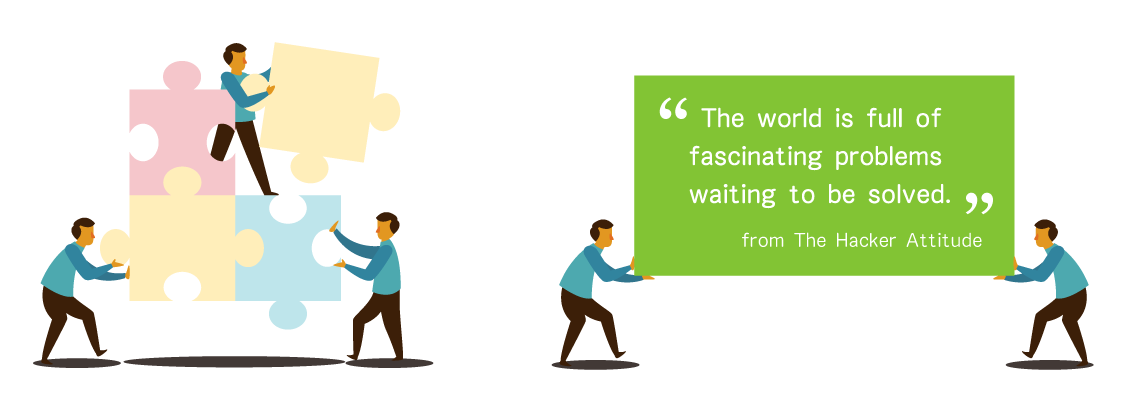 “ The world is full of
fascinating problems
waiting to be solved. ”
from The Hacker Attitude